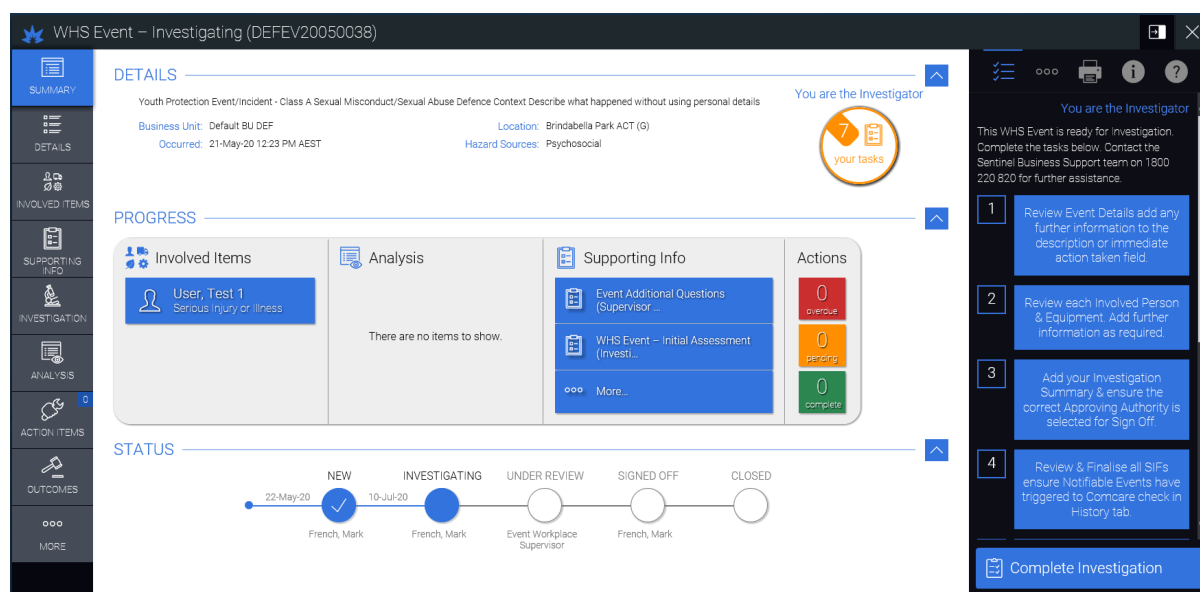 WHS Event – Investigating (DEFEV20050038)
SUMMARY
DETAILS
INVOLVED ITEMS
SUPPORTING
INFO
INVESTIGATION
ANALYSIS
0
ACTION ITEMS
OUTCOMES
MORE
DETAILS
Youth Protection Event/Incident - Class A Sexual Misconduct/Sexual Abuse Defence Context Describe what happened without using personal details
Business Unit: Default BU DEF
Location: Brindabella Park ACT (G)
Occurred: 21-May-20 12:23 PM AEST
Hazard Sources: Psychosocial
You are the Investigator
7
your tasks
PROGRESS
Involved Items
User, Test 1
Serious Injury or Illness
Analysis
There are no items to show.
Supporting Info
Event Additional Questions
(Supervisor ...
WHS Event – Initial Assessment
(Investi...
More...
Actions
0
overdue
0
pending
0
complete
STATUS
NEW
INVESTIGATING
UNDER REVIEW
SIGNED OFF
CLOSED
22-May-20
10-Jul-20
French, Mark
French, Mark
Event Workplace
Supervisor
French, Mark
You are the Investigator
This WHS Event is ready for Investigation.
Complete the tasks below. Contact the
Sentinel Business Support team on 1800
220 820 for further assistance.
1
Review Event Details add any
further information to the
description or immediate
action taken field.
2
Review each Involved Person
& Equipment. Add further
information as required.
3
Add your Investigation
Summary & ensure the
correct Approving Authority is
selected for Sign Off.
4
Review & Finalise all SIFs
ensure Notifiable Events have
triggered to Comcare check in
History tab.
Complete Investigation